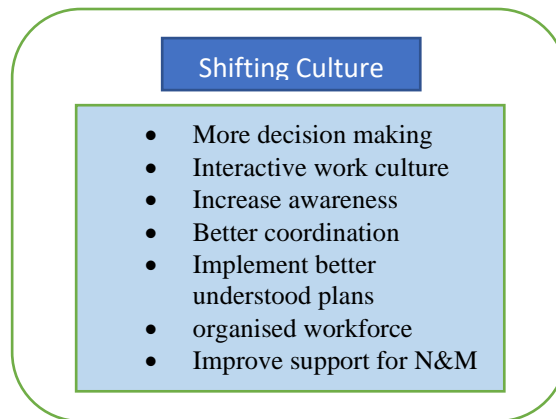 Shifting Culture
• More decision making
• Interactive work culture
• Increase awareness
• Better coordination
• Implement better
understood plans
• organised workforce
• Improve support for N&M